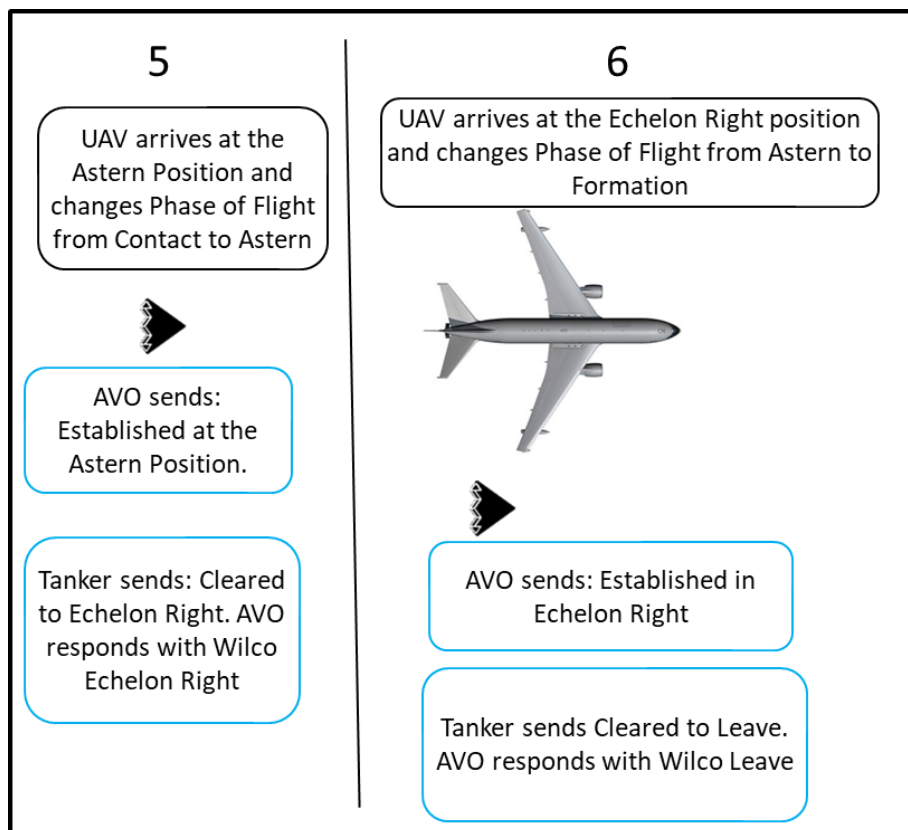 5
UAV arrives at the
Astern Position and
changes Phase of Flight
from Contact to Astern
AVO sends:
Established at the
Astern Position.
Tanker sends: Cleared
to Echelon Right. AVO
responds with Wilco
Echelon Right
6
UAV arrives at the Echelon Right position
and changes Phase of Flight from Astern to
Formation
AVO sends: Established in
Echelon Right
Tanker sends Cleared to Leave.
AVO responds with Wilco Leave